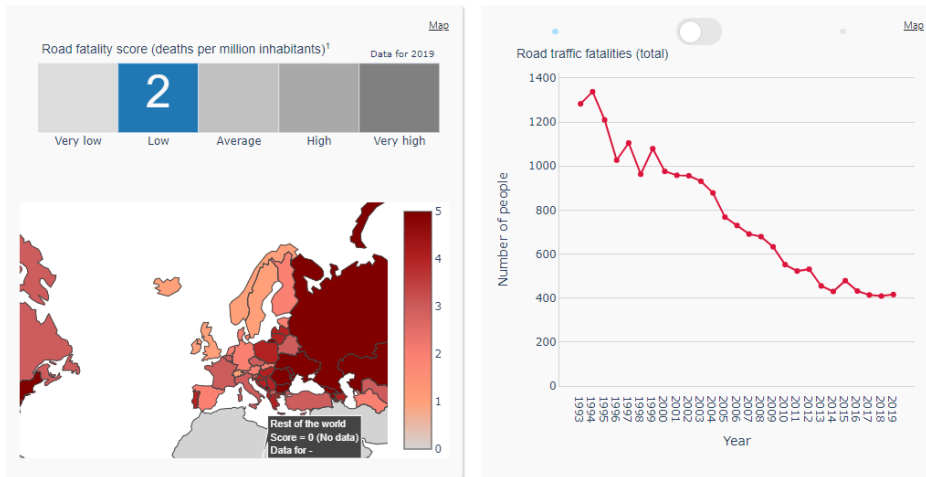 Map
Road fatality score (deaths per million inhabitants)¹
Data for 2019
2
Very low
Low
Average
High
Very high
5
4
3
2
1
0
Rest of the world
Score = 0 (No data)
Data for -
Map
Road traffic fatalities (total)
1400
1200
1000
800
600
400
200
0
Number of people
1993
1994
1995
1996
1997
1998
1999
2000
2001
2002
2003
2004
2005
2006
2007
2008
2009
2010
2011
2012
2013
2014
2015
2016
2017
2018
2019
Year